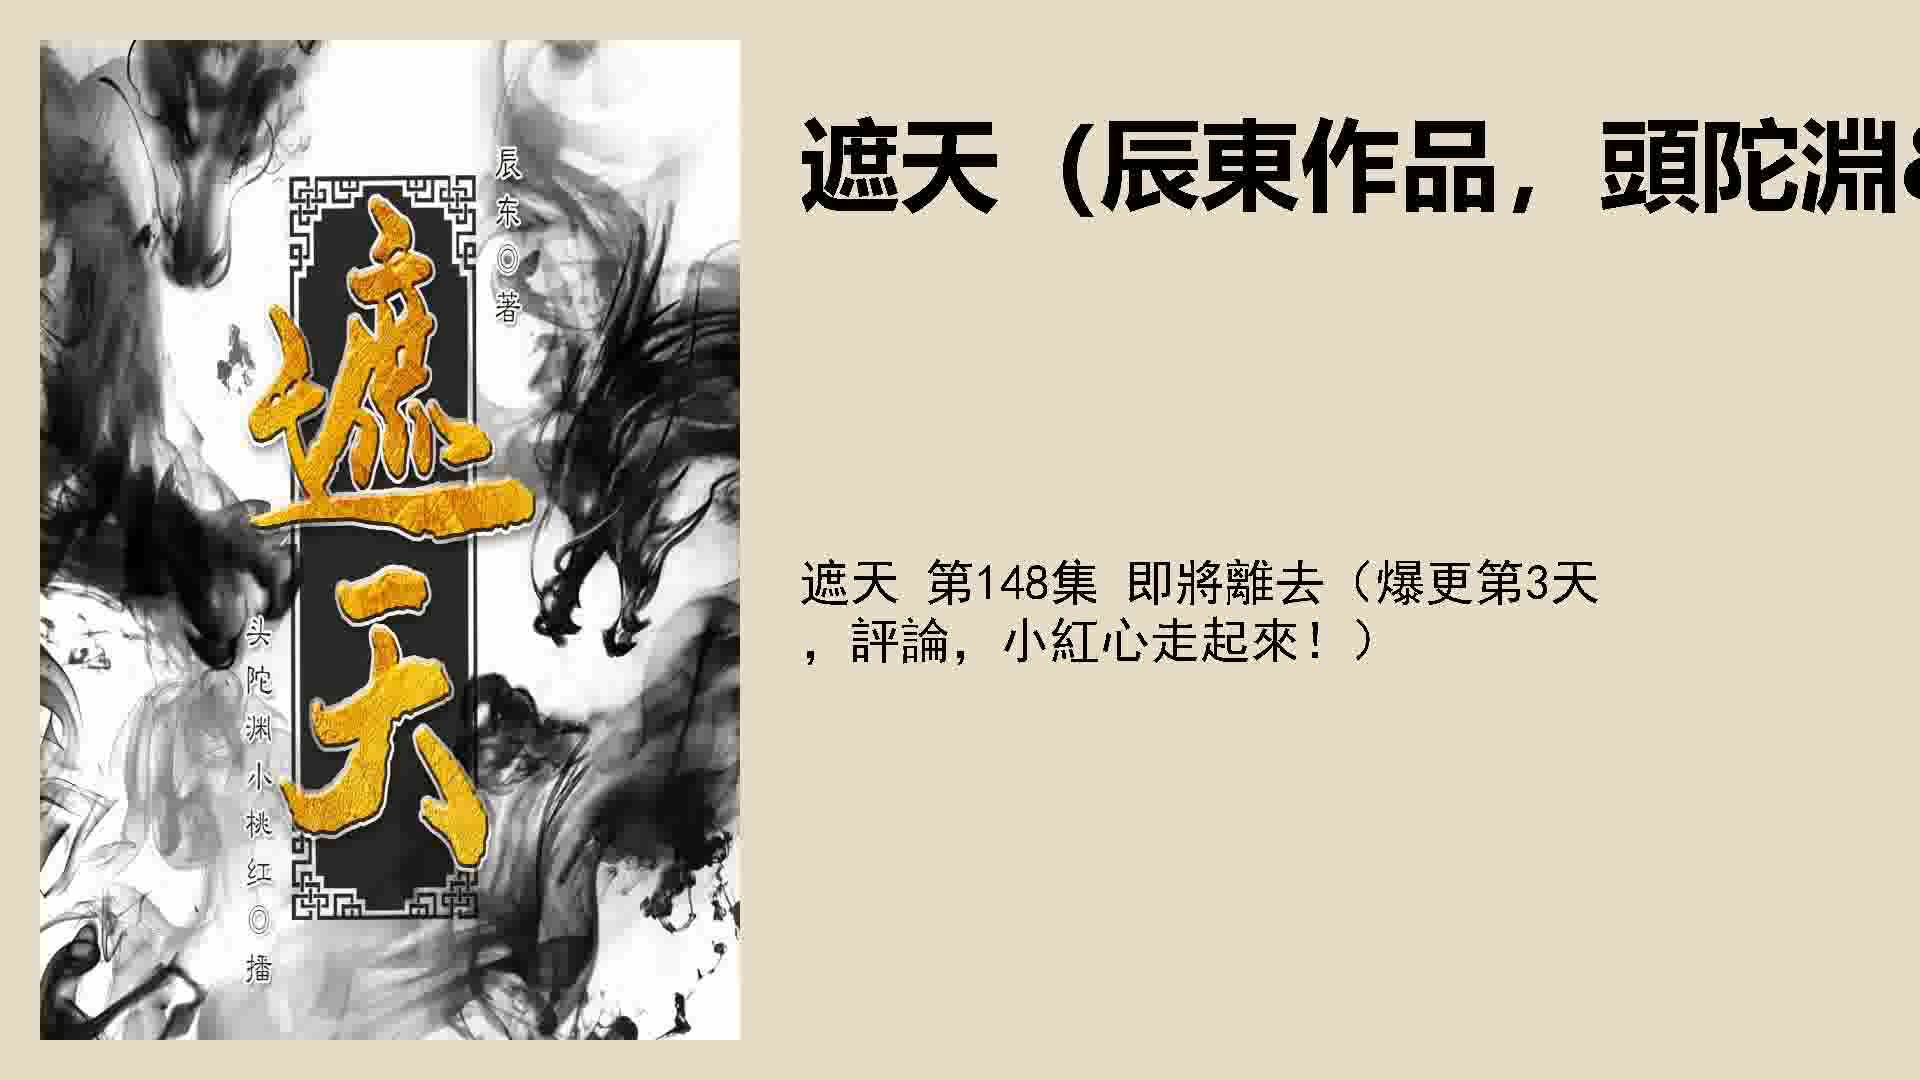 辰东◎著
遮天
头陀渊小桃红◎播
遮天（辰東作品，頭陀淵&
遮天 第148集 即將離去（爆更第3天
，評論，小紅心走起來！）